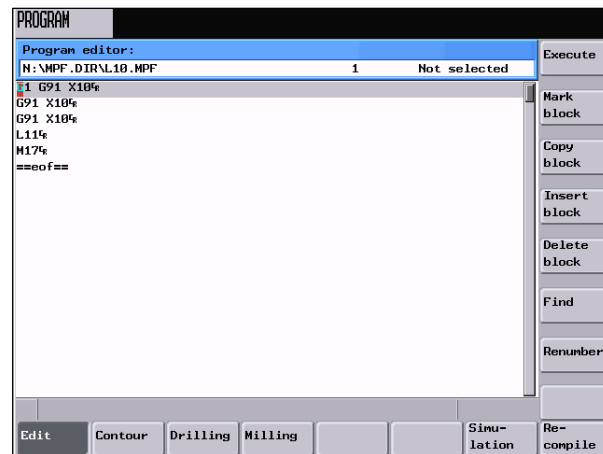 PROGRAM
Program editor:
N:\MPF.DIR\L10.MPF 1 Not selected
1 G91 X10
G91 X10
G91 X10
L11
M17
==eof==
Execute
Mark
block
Copy
block
Insert
block
Delete
block
Find
Renumber
Edit
Contour
Drilling
Milling
Simu-
lation
Re-
compile